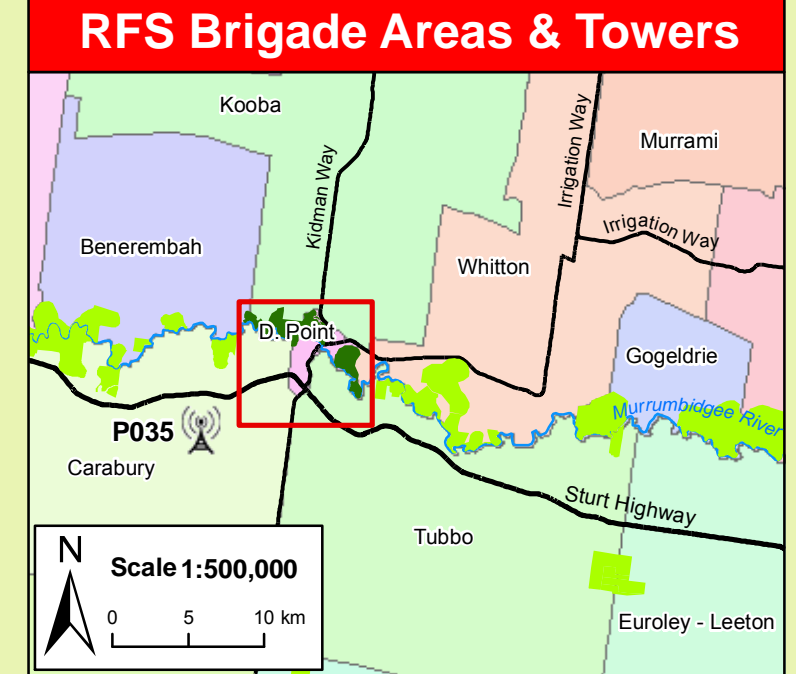 RFS Brigade Areas & Towers
Kooba
Irrigation Way
Murrami
Kidman Way
Irrigation Way
Benerembah
Whitton
D. Point
Gogeldrie
Murrumbidgee River
P035
Carabury
Sturt Highway
Tubbo
N
Scale 1:500,000
0 5 10 km
Euroley - Leeton